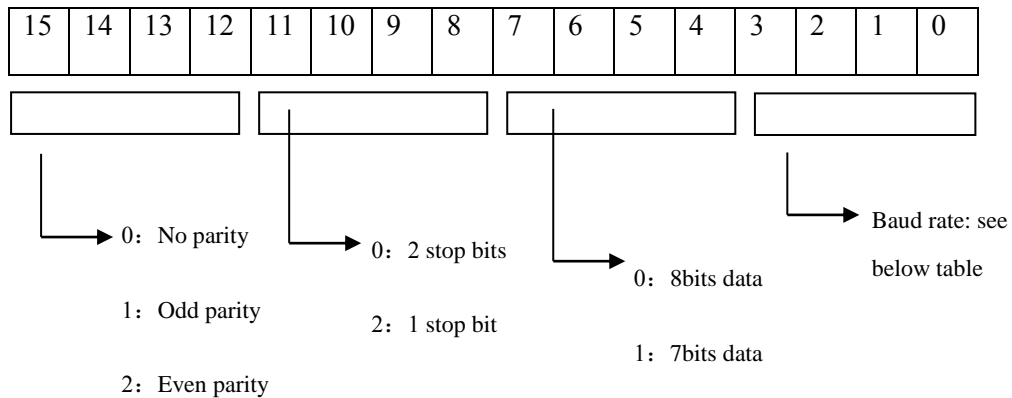 15 14 13 12 11 10 9 8 7 6 5 4 3 2 1 0
0：No parity
1：Odd parity
2：Even parity
0：2 stop bits
2：1 stop bit
0：8bits data
1：7bits data
Baud rate: see
below table